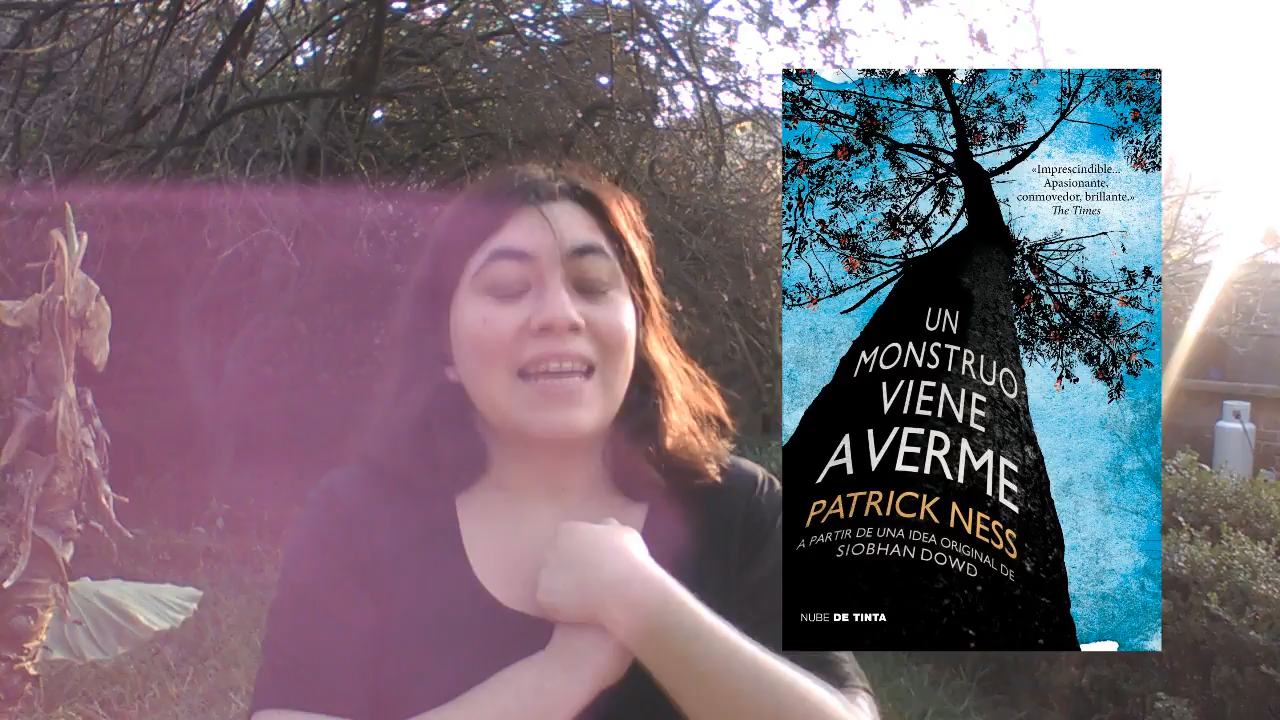 «Imprescindible...
Apasionante,
conmovedor, brillante.»
The Times
UN
MONSTRUO
VIENE
A VERME
PATRICK NESS
A PARTIR DE UNA IDEA ORIGINAL DE
SIOBHAN DOWD
NUBE DE TINTA